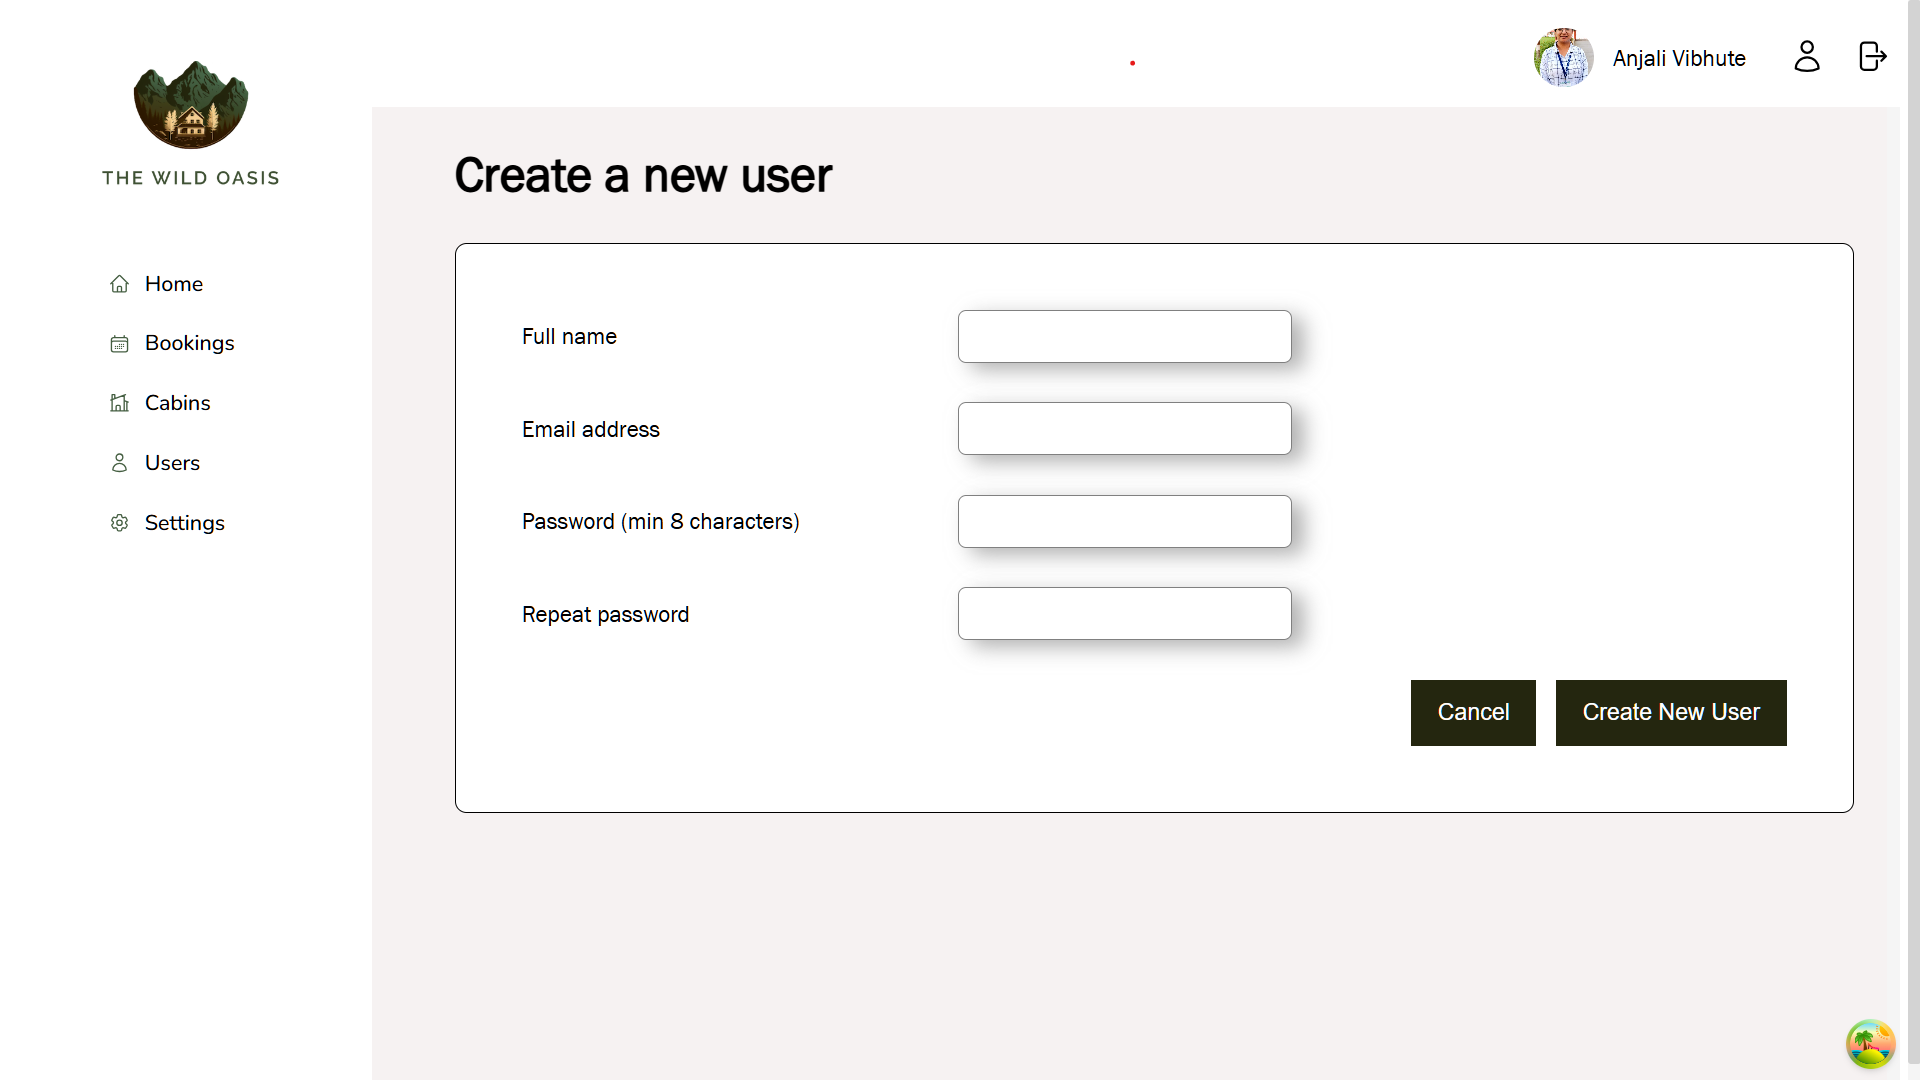 THE WILD OASIS
Home
Bookings
Cabins
Users
Settings
Anjali Vibhute
Create a new user
Full name
Email address
Password (min 8 characters)
Repeat password
Cancel
Create New User